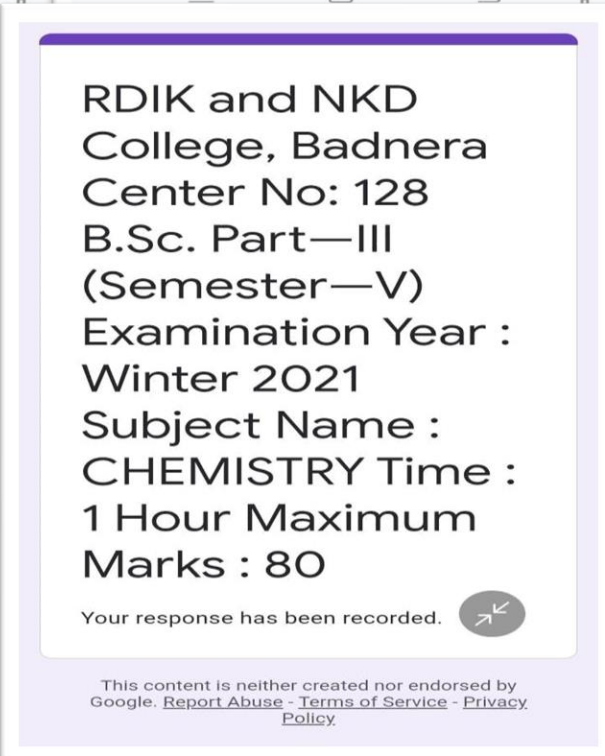 RDIK and NKD
College, Badnera
Center No: 128
B.Sc. Part—III
(Semester—V)
Examination Year :
Winter 2021
Subject Name :
CHEMISTRY Time :
1 Hour Maximum
Marks : 80
Your response has been recorded.
This content is neither created nor endorsed by
Google. Report Abuse - Terms of Service - Privacy
Policy